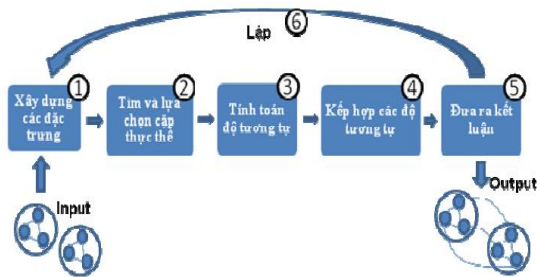 Lặp
⑥
①
Xây dựng
các đặc
trưng
②
Tìm và lựa
chọn cặp
thực thể
③
Tính toán
độ tương tự
④
Kếp hợp các độ
tương tự
⑤
Đưa ra kết
luận
Input
Output